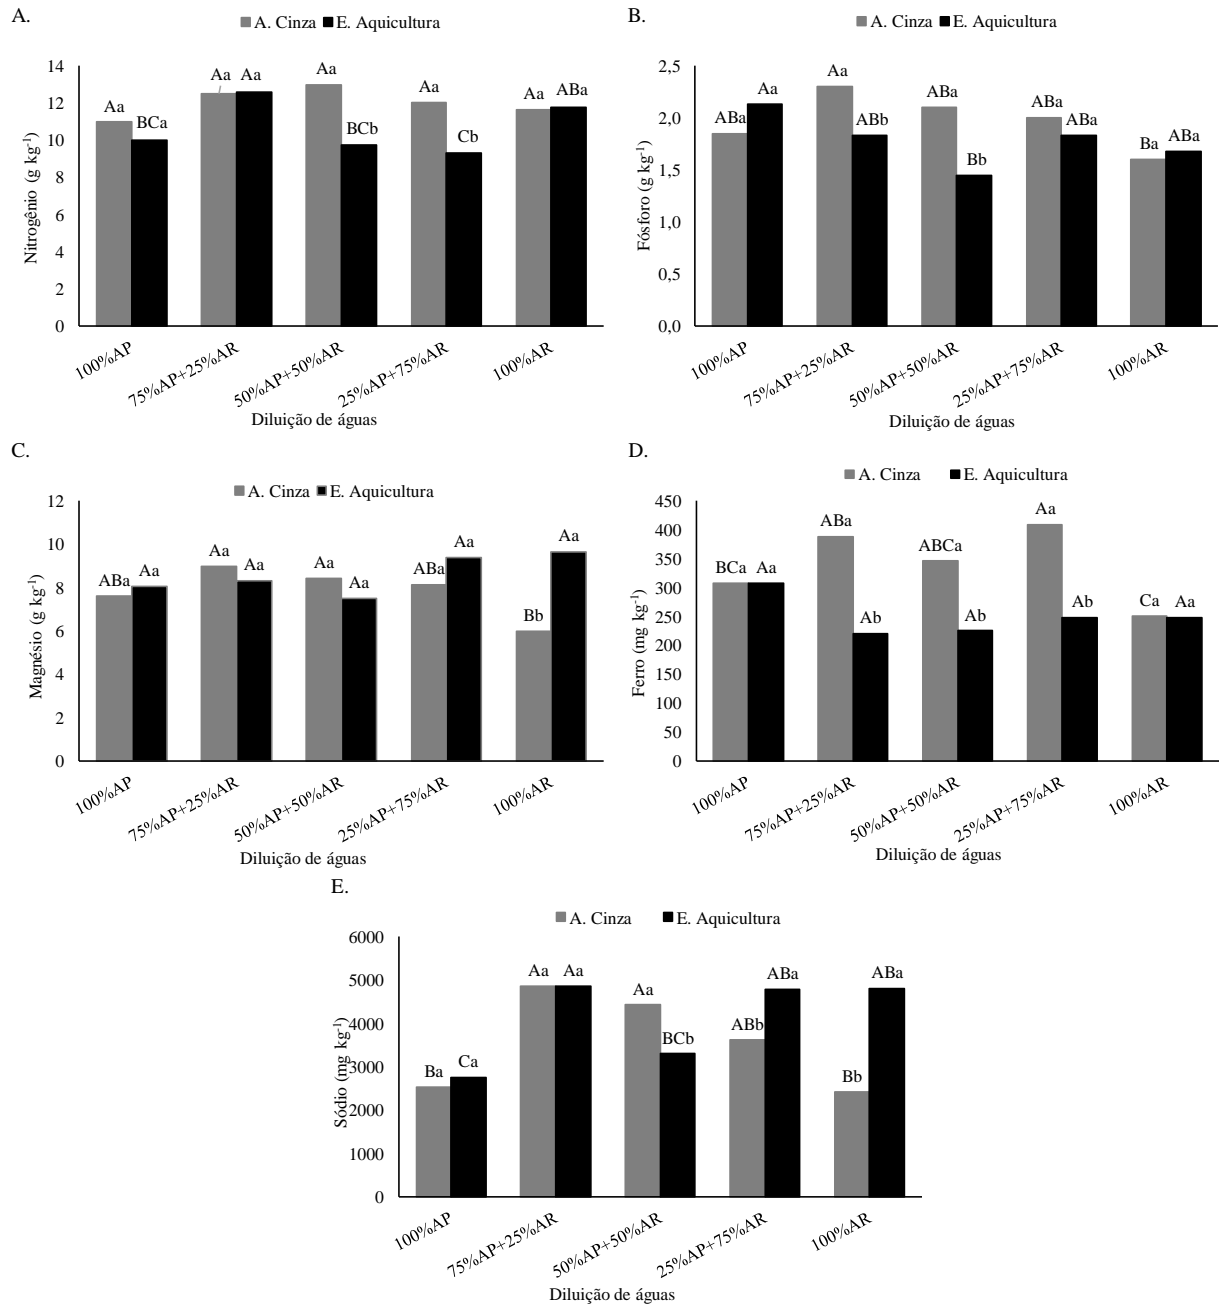 A.
A. Cinza E. Aquicultura
Nitrogênio (g kg⁻¹)
14
12
10
8
6
4
2
0
Aa BCa Aa Aa Aa BCb Aa Cb Aa ABa
100%AP 75%AP+25%AR 50%AP+50%AR 25%AP+75%AR 100%AR
Diluição de águas
B.
A. Cinza E. Aquicultura
Fósforo (g kg⁻¹)
2,5
2,0
1,5
1,0
0,5
0,0
ABa Aa Aa ABb ABa Bb ABa ABa Ba ABa
100%AP 75%AP+25%AR 50%AP+50%AR 25%AP+75%AR 100%AR
Diluição de águas
C.
A. Cinza E. Aquicultura
Magnésio (g kg⁻¹)
12
10
8
6
4
2
0
ABa Aa Aa Aa Aa Aa ABa Aa Bb Aa
100%AP 75%AP+25%AR 50%AP+50%AR 25%AP+75%AR 100%AR
Diluição de águas
D.
A. Cinza E. Aquicultura
Ferro (mg kg⁻¹)
450
400
350
300
250
200
150
100
50
0
BCa Aa ABa Ab ABCa Ab Aa Ab Ca Aa
100%AP 75%AP+25%AR 50%AP+50%AR 25%AP+75%AR 100%AR
Diluição de águas
E.
A. Cinza E. Aquicultura
Sódio (mg kg⁻¹)
6000
5000
4000
3000
2000
1000
0
Ba Ca Aa Aa Aa BCb ABb ABa Bb ABa
100%AP 75%AP+25%AR 50%AP+50%AR 25%AP+75%AR 100%AR
Diluição de águas